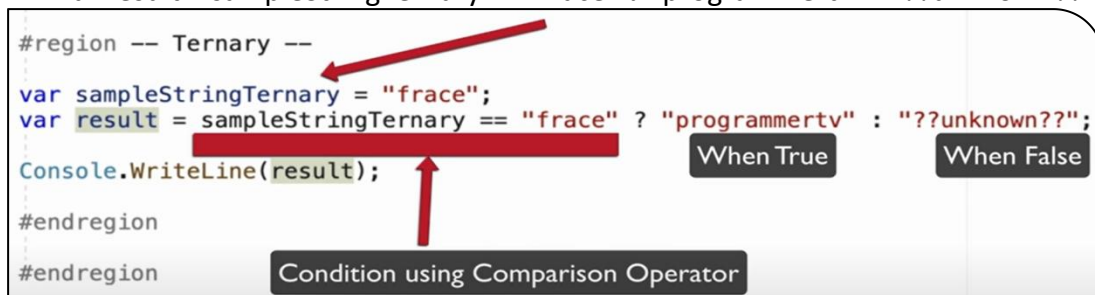 #region -- Ternary --
var sampleStringTernary = "frace";
var result = sampleStringTernary == "frace" ? "programmertv" : "??unknown??";
When True
When False
Console.WriteLine(result);
#endregion
#endregion
Condition using Comparison Operator